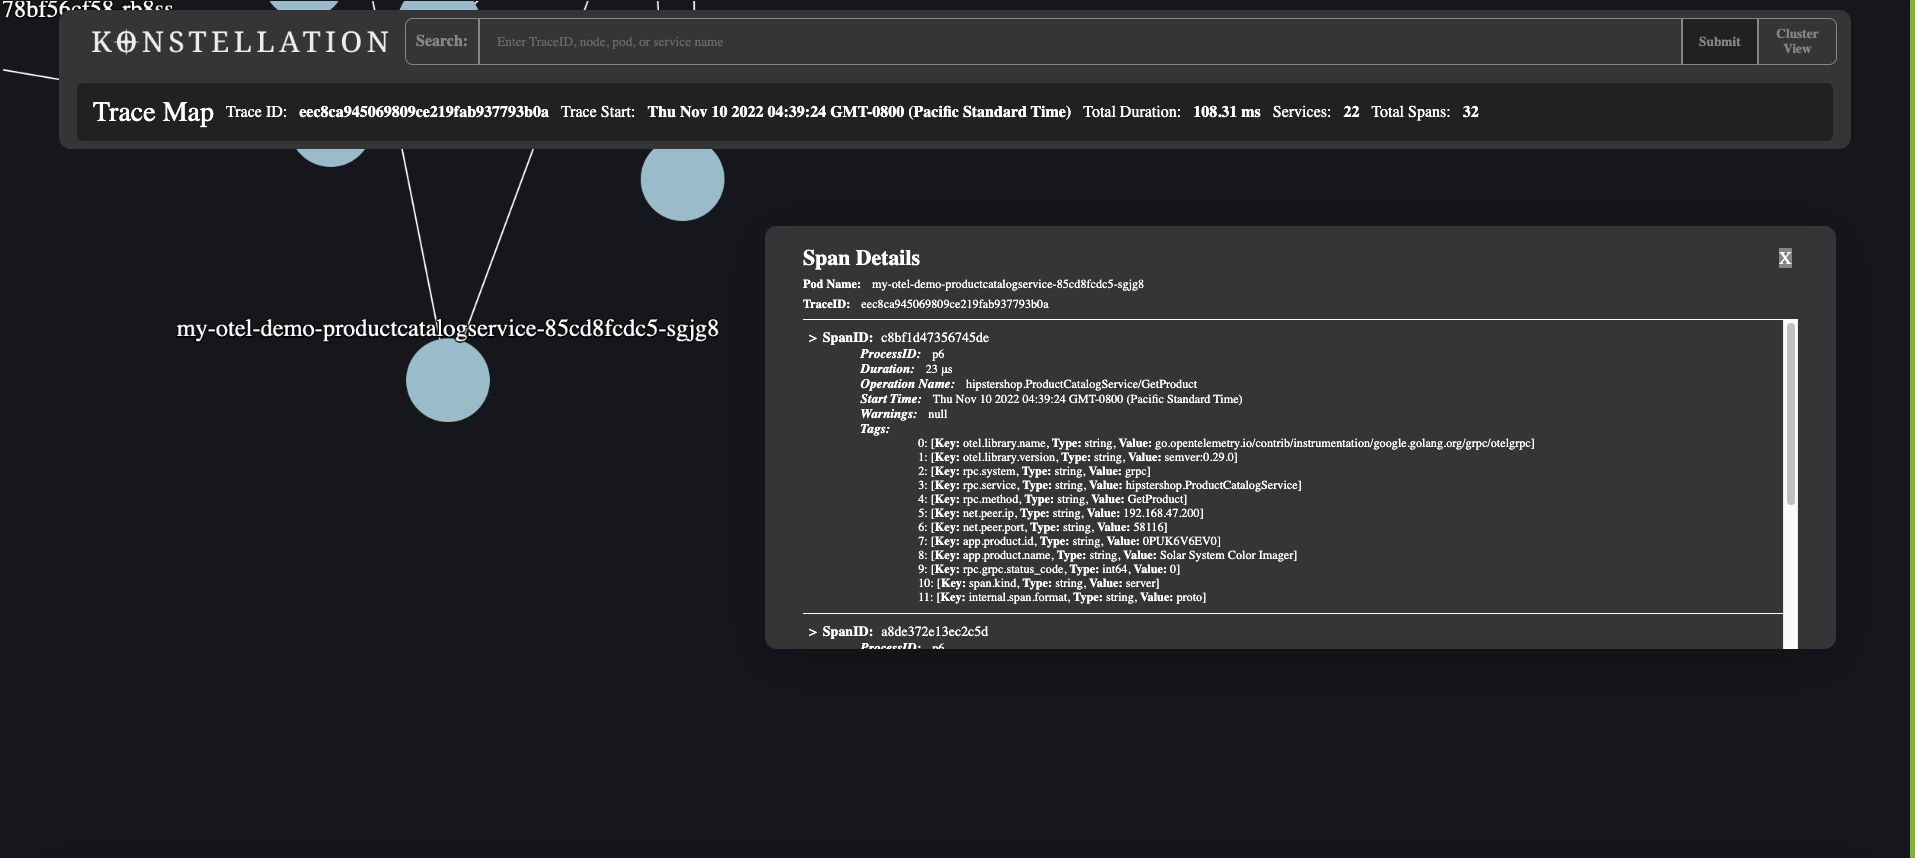 78bf56cf58-rb8ss
KONSTELLATION
Search:
Enter TraceID, node, pod, or service name
Submit
Cluster
View
Trace Map Trace ID: eec8ca945069809ce219fab937793b0a Trace Start: Thu Nov 10 2022 04:39:24 GMT-0800 (Pacific Standard Time) Total Duration: 108.31 ms Services: 22 Total Spans: 32
my-otel-demo-productcatalogservice-85cd8fcdc5-sgjg8
Span Details
X
Pod Name: my-otel-demo-productcatalogservice-85cd8fcdc5-sgjg8
TraceID: eec8ca945069809ce219fab937793b0a
> SpanID: c8bf1d47356745de
ProcessID: p6
Duration: 23 µs
Operation Name: hipstershop.ProductCatalogService/GetProduct
Start Time: Thu Nov 10 2022 04:39:24 GMT-0800 (Pacific Standard Time)
Warnings: null
Tags:
0: [Key: otel.library.name, Type: string, Value: go.opentelemetry.io/contrib/instrumentation/google.golang.org/grpc/otelgrpc]
1: [Key: otel.library.version, Type: string, Value: semver:0.29.0]
2: [Key: rpc.system, Type: string, Value: grpc]
3: [Key: rpc.service, Type: string, Value: hipstershop.ProductCatalogService]
4: [Key: rpc.method, Type: string, Value: GetProduct]
5: [Key: net.peer.ip, Type: string, Value: 192.168.47.200]
6: [Key: net.peer.port, Type: string, Value: 58116]
7: [Key: app.product.id, Type: string, Value: 0PUK6V6EV0]
8: [Key: app.product.name, Type: string, Value: Solar System Color Imager]
9: [Key: rpc.grpc.status_code, Type: int64, Value: 0]
10: [Key: span.kind, Type: string, Value: server]
11: [Key: internal.span.format, Type: string, Value: proto]
> SpanID: a8de372e13ec2c5d
ProcessID: p6